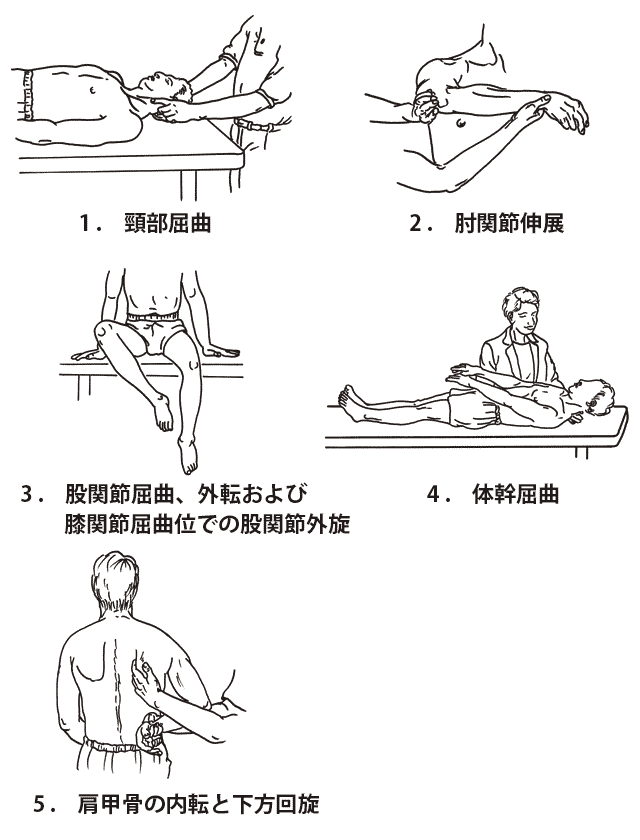 1． 頸部屈曲
2． 肘関節伸展
3． 股関節屈曲、外転および
膝関節屈曲位での股関節外旋
4． 体幹屈曲
5． 肩甲骨の内転と下方回旋